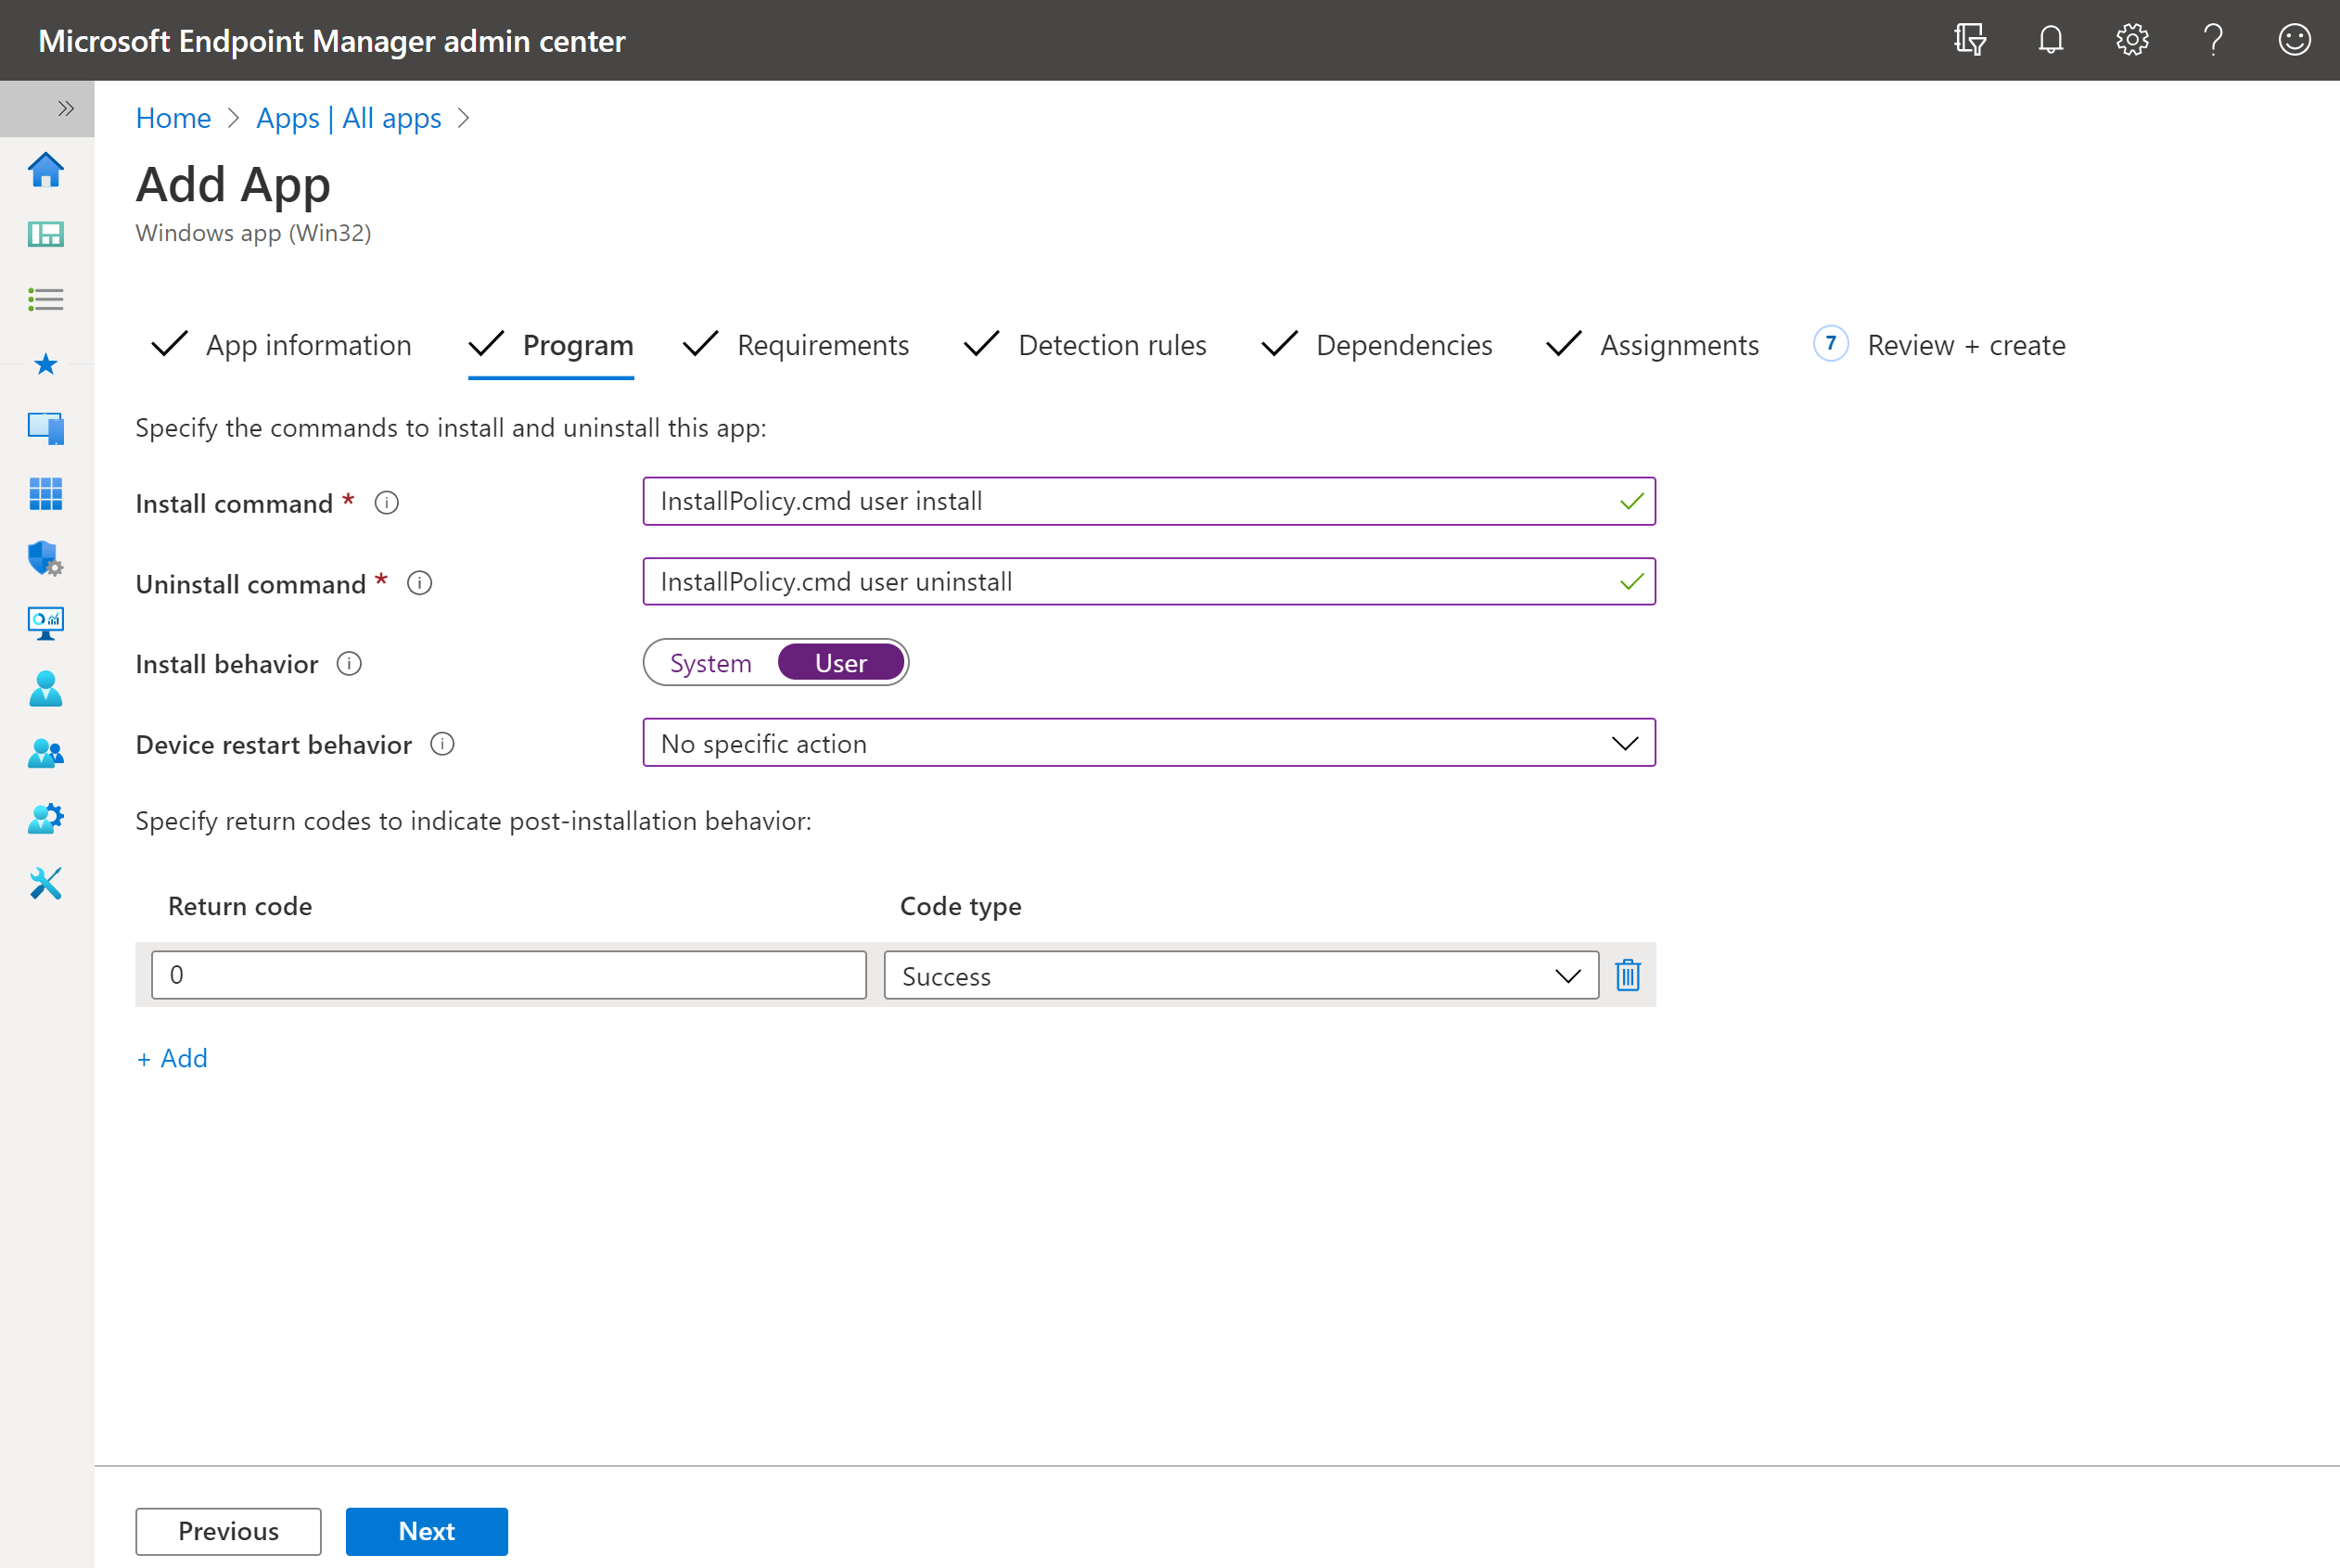 Microsoft Endpoint Manager admin center
Home > Apps | All apps >
Add App
Windows app (Win32)
App information Program Requirements Detection rules Dependencies Assignments 7 Review + create
Specify the commands to install and uninstall this app:
Install command * InstallPolicy.cmd user install
Uninstall command * InstallPolicy.cmd user uninstall
Install behavior System User
Device restart behavior No specific action
Specify return codes to indicate post-installation behavior:
Return code Code type
0 Success
+ Add
Previous Next